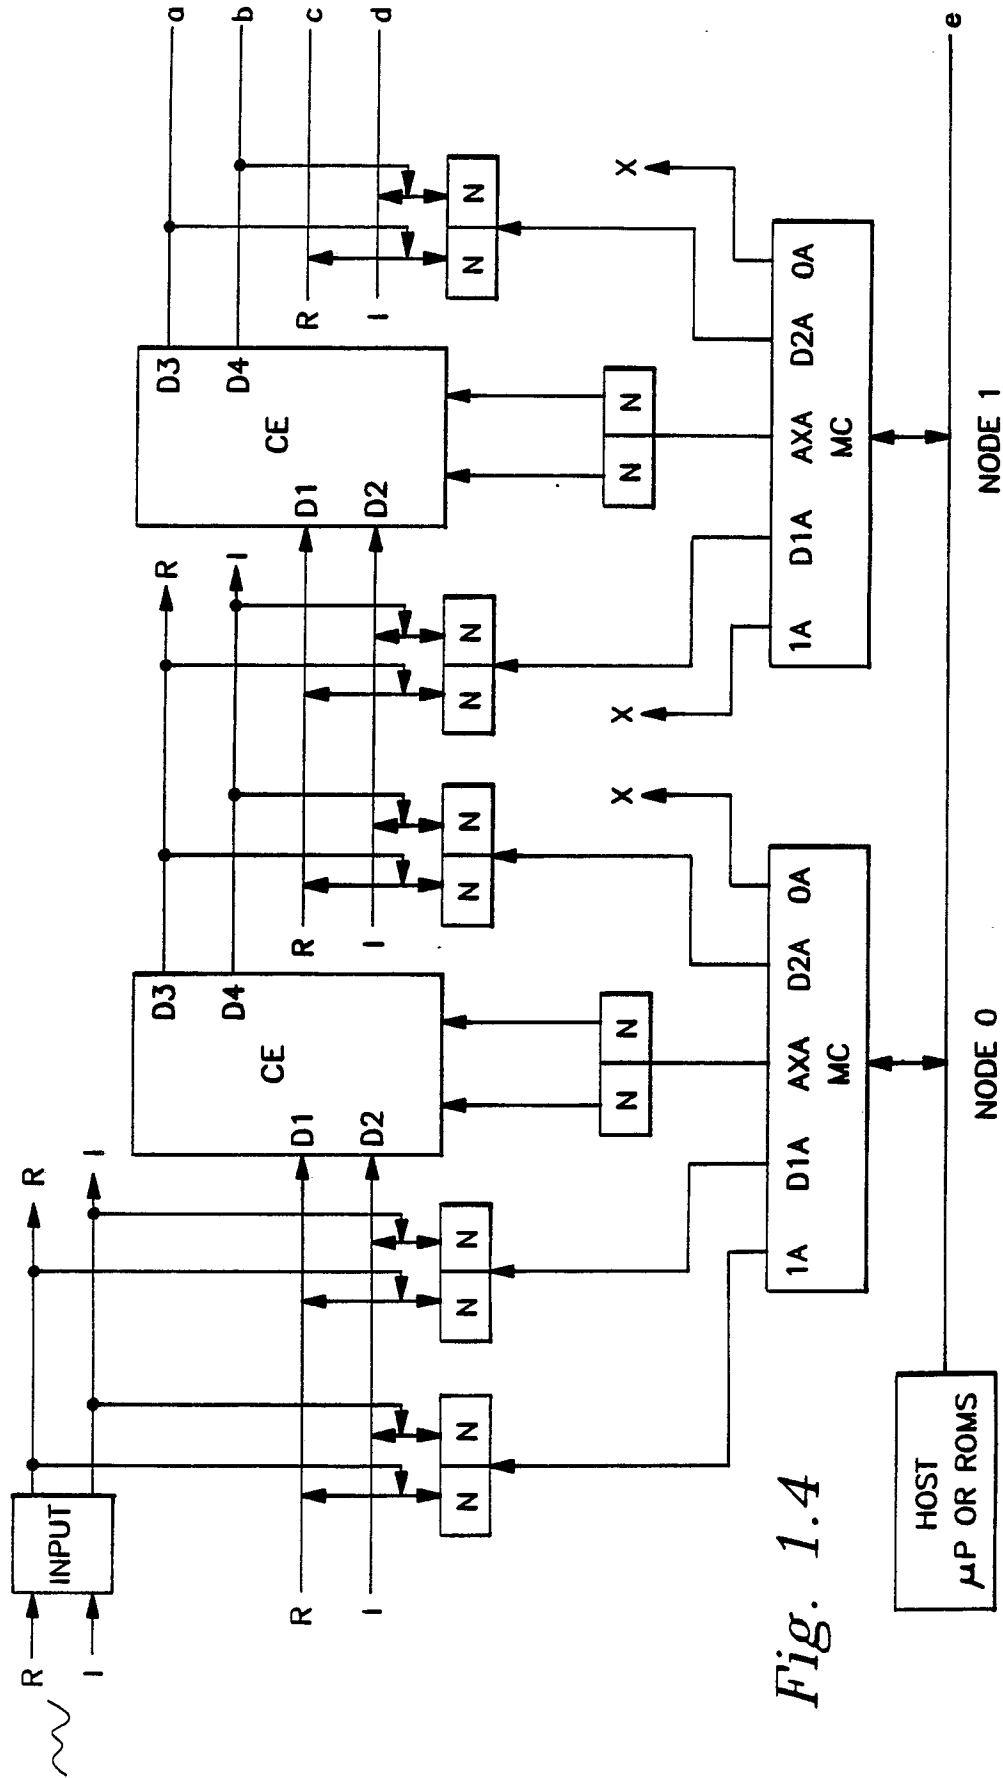 R
I
INPUT
R
I
R
I
N N
N N
D1
D2
CE
D3
D4
R
I
R
I
N N
N N
N N
D1
D2
CE
D3
D4
R
I
N N
N N
a
b
c
d
X
X
X
1A D1A AXA D2A 0A
MC
1A D1A AXA D2A 0A
MC
e
HOST
μP OR ROMS
NODE 0
NODE 1
Fig. 1.4